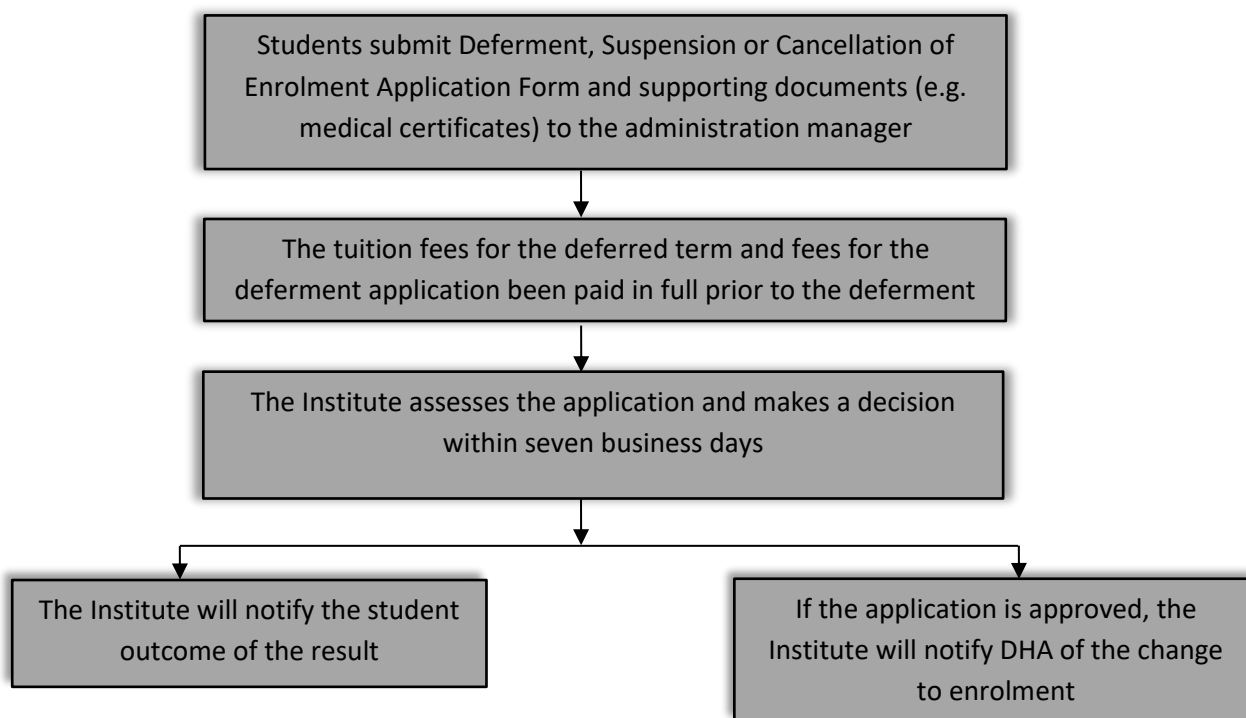 Students submit Deferment, Suspension or Cancellation of
Enrolment Application Form and supporting documents (e.g.
medical certificates) to the administration manager
The tuition fees for the deferred term and fees for the
deferment application been paid in full prior to the deferment
The Institute assesses the application and makes a decision
within seven business days
The Institute will notify the student
outcome of the result
If the application is approved, the
Institute will notify DHA of the change
to enrolment